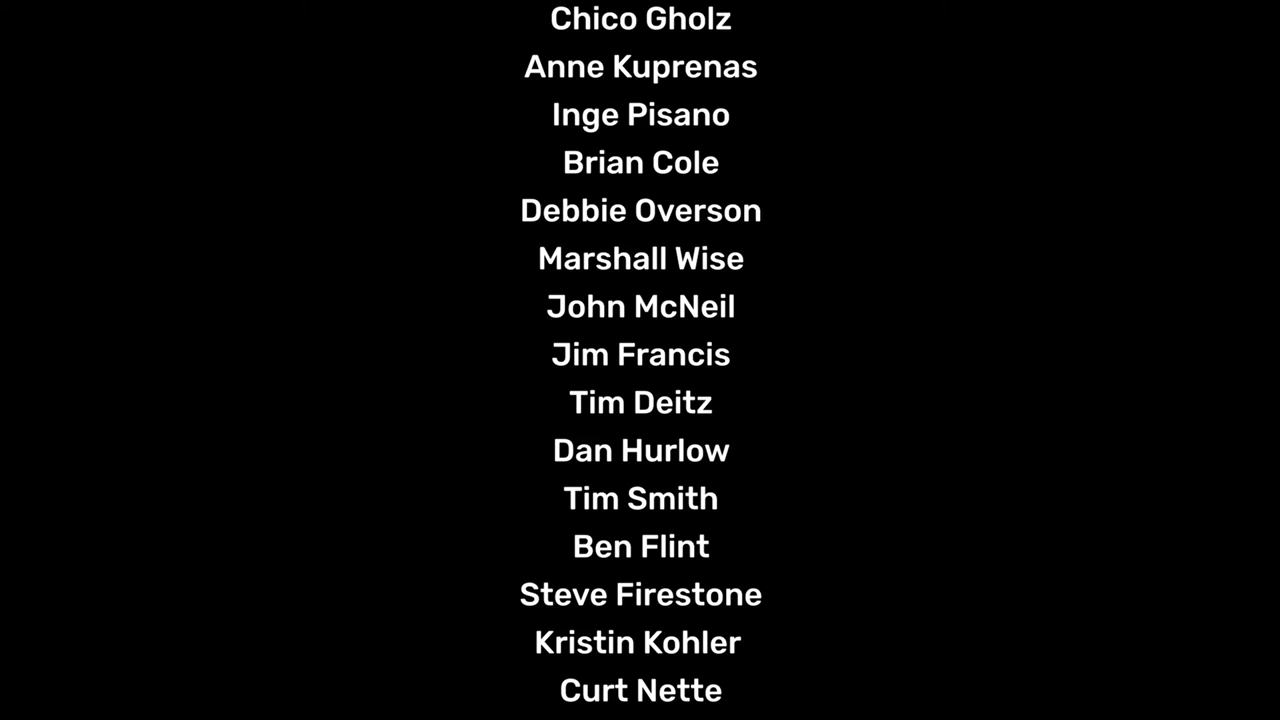 Chico Gholz
Anne Kuprenas
Inge Pisano
Brian Cole
Debbie Overson
Marshall Wise
John McNeil
Jim Francis
Tim Deitz
Dan Hurlow
Tim Smith
Ben Flint
Steve Firestone
Kristin Kohler
Curt Nette